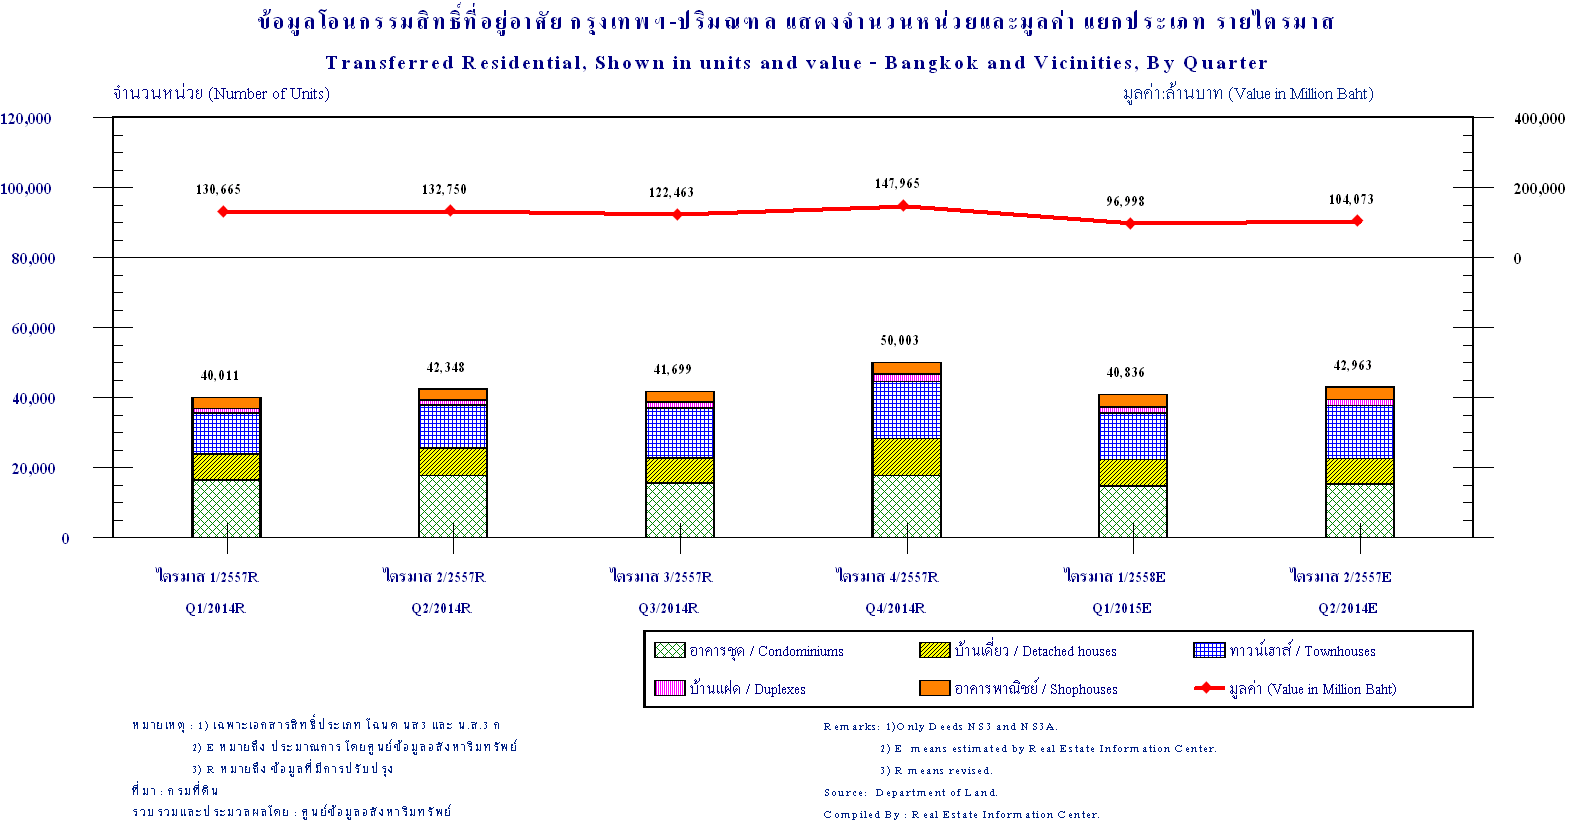 ข้อมูลโอนกรรมสิทธิ์ที่อยู่อาศัย กรุงเทพฯ-ปริมณฑล แสดงจำนวนหน่วยและมูลค่า แยกประเภท รายไตรมาส
Transferred Residential, Shown in units and value - Bangkok and Vicinities, By Quarter
จำนวนหน่วย (Number of Units) มูลค่า:ล้านบาท (Value in Million Baht)
120,000 400,000
130,665 132,750 122,463 147,965 96,998 104,073
100,000 200,000
80,000 0
60,000
40,011 42,348 41,699 50,003 40,836 42,963
40,000
20,000
0
ไตรมาส 1/2557R ไตรมาส 2/2557R ไตรมาส 3/2557R ไตรมาส 4/2557R ไตรมาส 1/2558E ไตรมาส 2/2557E
Q1/2014R Q2/2014R Q3/2014R Q4/2014R Q1/2015E Q2/2014E
อาคารชุด / Condominiums บ้านเดี่ยว / Detached houses ทาวน์เฮาส์ / Townhouses
บ้านแฝด / Duplexes อาคารพาณิชย์ / Shophouses มูลค่า (Value in Million Baht)
หมายเหตุ : 1) เฉพาะเอกสารสิทธิ์ประเภท โฉนด นส3 และ น.ส.3 ก
2) E หมายถึง ประมาณการ โดยศูนย์ข้อมูลอสังหาริมทรัพย์
3) R หมายถึง ข้อมูลที่มีการปรับปรุง
ที่มา : กรมที่ดิน
รวบรวมและประมวลผลโดย : ศูนย์ข้อมูลอสังหาริมทรัพย์
Remarks: 1)Only Deeds NS3 and NS3A.
2) E means estimated by Real Estate Information Center.
3) R means revised.
Source: Department of Land.
Compiled By : Real Estate Information Center.